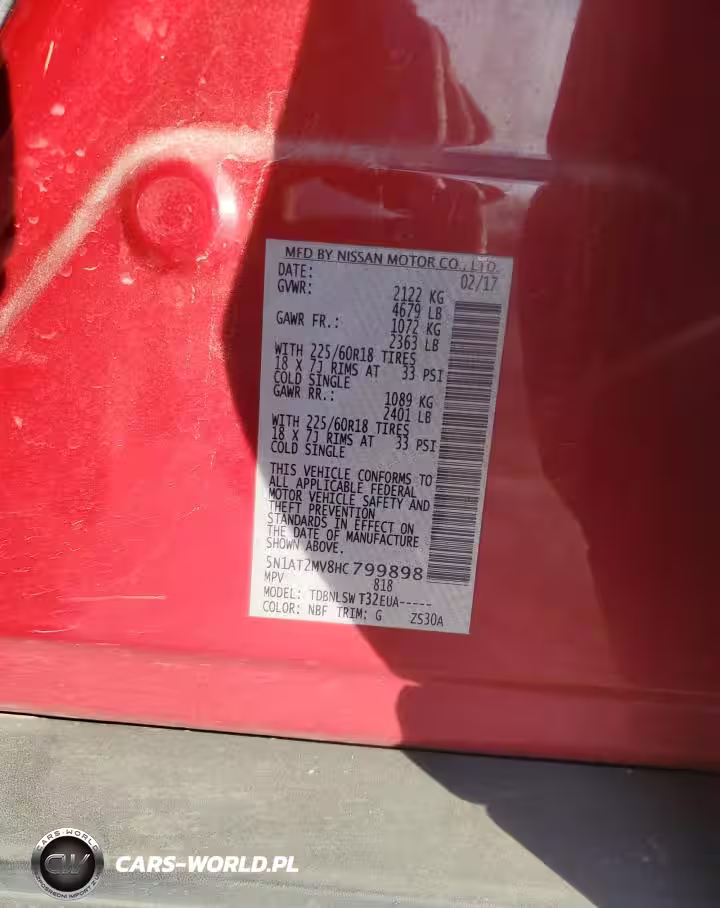 MFD BY NISSAN MOTOR CO., LTD.
DATE: 02/17
GVWR: 2122 KG
4679 LB
GAWR FR.: 1072 KG
2363 LB
WITH 225/60R18 TIRES
18 X 7J RIMS AT 33 PSI
COLD SINGLE
GAWR RR.: 1089 KG
2401 LB
WITH 225/60R18 TIRES
18 X 7J RIMS AT 33 PSI
COLD SINGLE
THIS VEHICLE CONFORMS TO
ALL APPLICABLE FEDERAL
MOTOR VEHICLE SAFETY AND
THEFT PREVENTION
STANDARDS IN EFFECT ON
THE DATE OF MANUFACTURE
SHOWN ABOVE.
5N1AT2MV8HC799898
MPV 818
MODEL: TDBNLSW T32EUA-----
COLOR: NBF TRIM: G ZS30A
CARS-WORLD
CW
CARS-WORLD.PL